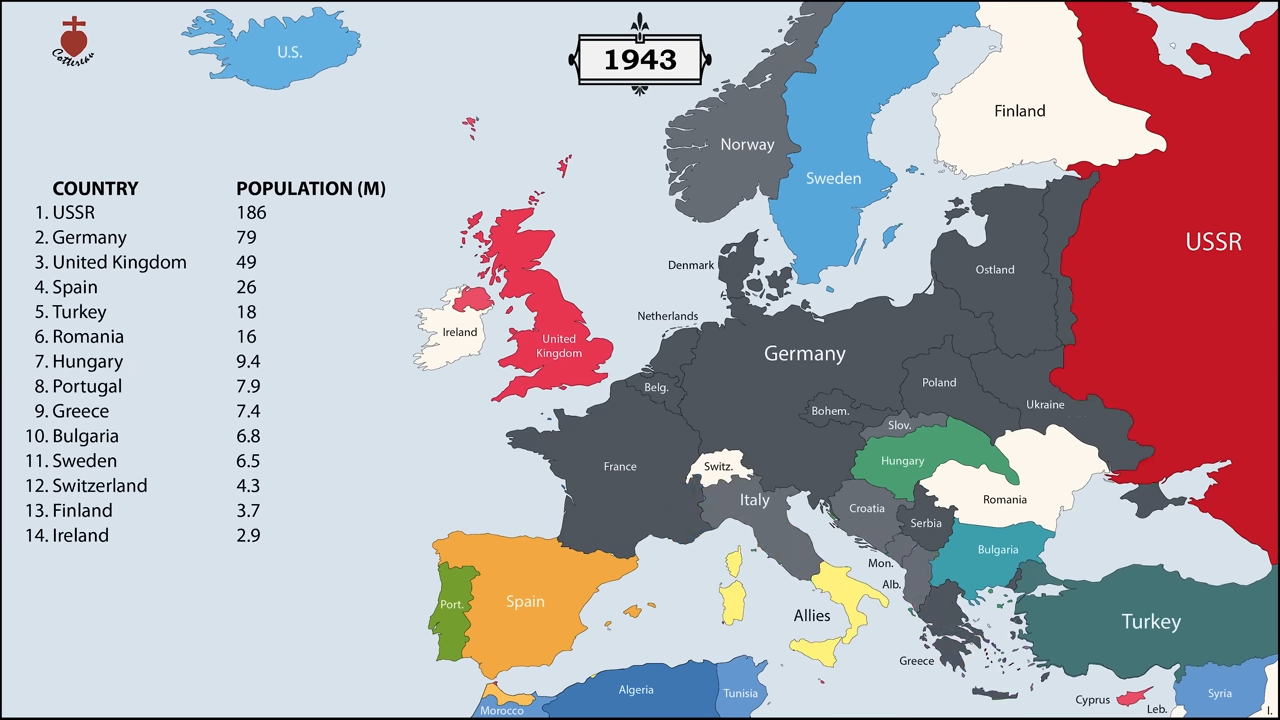 Cottereau
U.S.
1943
COUNTRY POPULATION (M)
1. USSR 186
2. Germany 79
3. United Kingdom 49
4. Spain 26
5. Turkey 18
6. Romania 16
7. Hungary 9.4
8. Portugal 7.9
9. Greece 7.4
10. Bulgaria 6.8
11. Sweden 6.5
12. Switzerland 4.3
13. Finland 3.7
14. Ireland 2.9
Finland
Norway
Sweden
USSR
Denmark
Ostland
Netherlands
Ireland
United
Kingdom
Germany
Belg.
Poland
Bohem.
Ukraine
Slov.
France
Switz.
Hungary
Italy
Romania
Croatia
Serbia
Bulgaria
Mon.
Alb.
Port.
Spain
Allies
Turkey
Greece
Algeria
Tunisia
Morocco
Cyprus
Syria
Leb.
I.